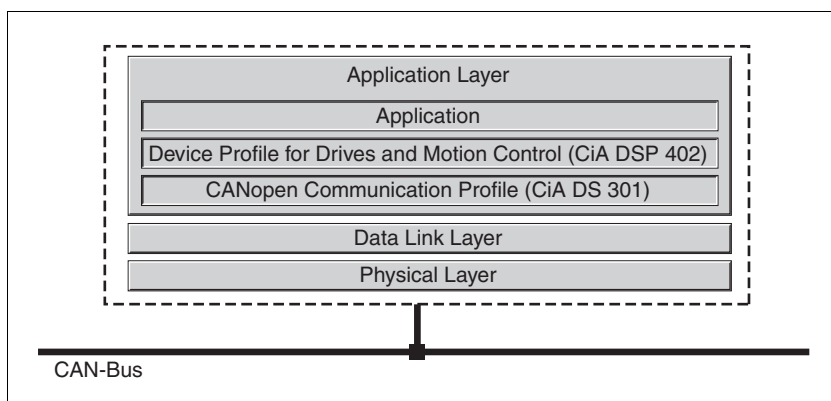 Application Layer
Application
Device Profile for Drives and Motion Control (CiA DSP 402)
CANopen Communication Profile (CiA DS 301)
Data Link Layer
Physical Layer
CAN-Bus